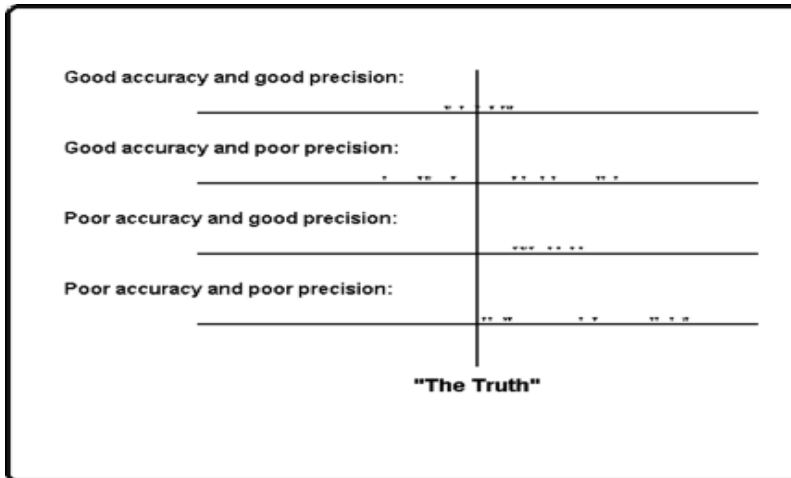 Good accuracy and good precision:
Good accuracy and poor precision:
Poor accuracy and good precision:
Poor accuracy and poor precision:
"The Truth"